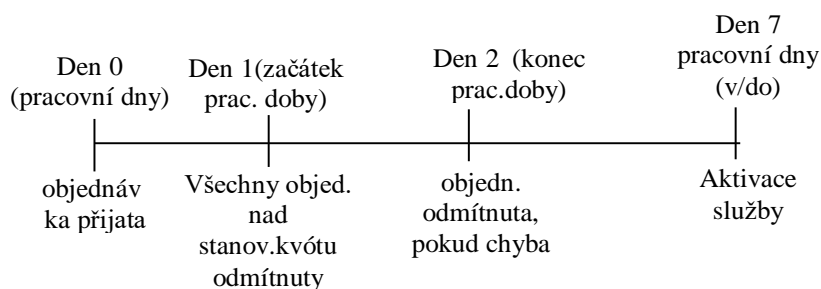 Den 0
(pracovní dny)
Den 1(začátek
prac. doby)
Den 2  (konec
prac.doby)
Den 7
pracovní dny
(v/do)
objednáv
ka přijata
Všechny objed.
nad
stanov.kvótu
odmítnuty
objedn.
odmítnuta,
pokud chyba
Aktivace
služby